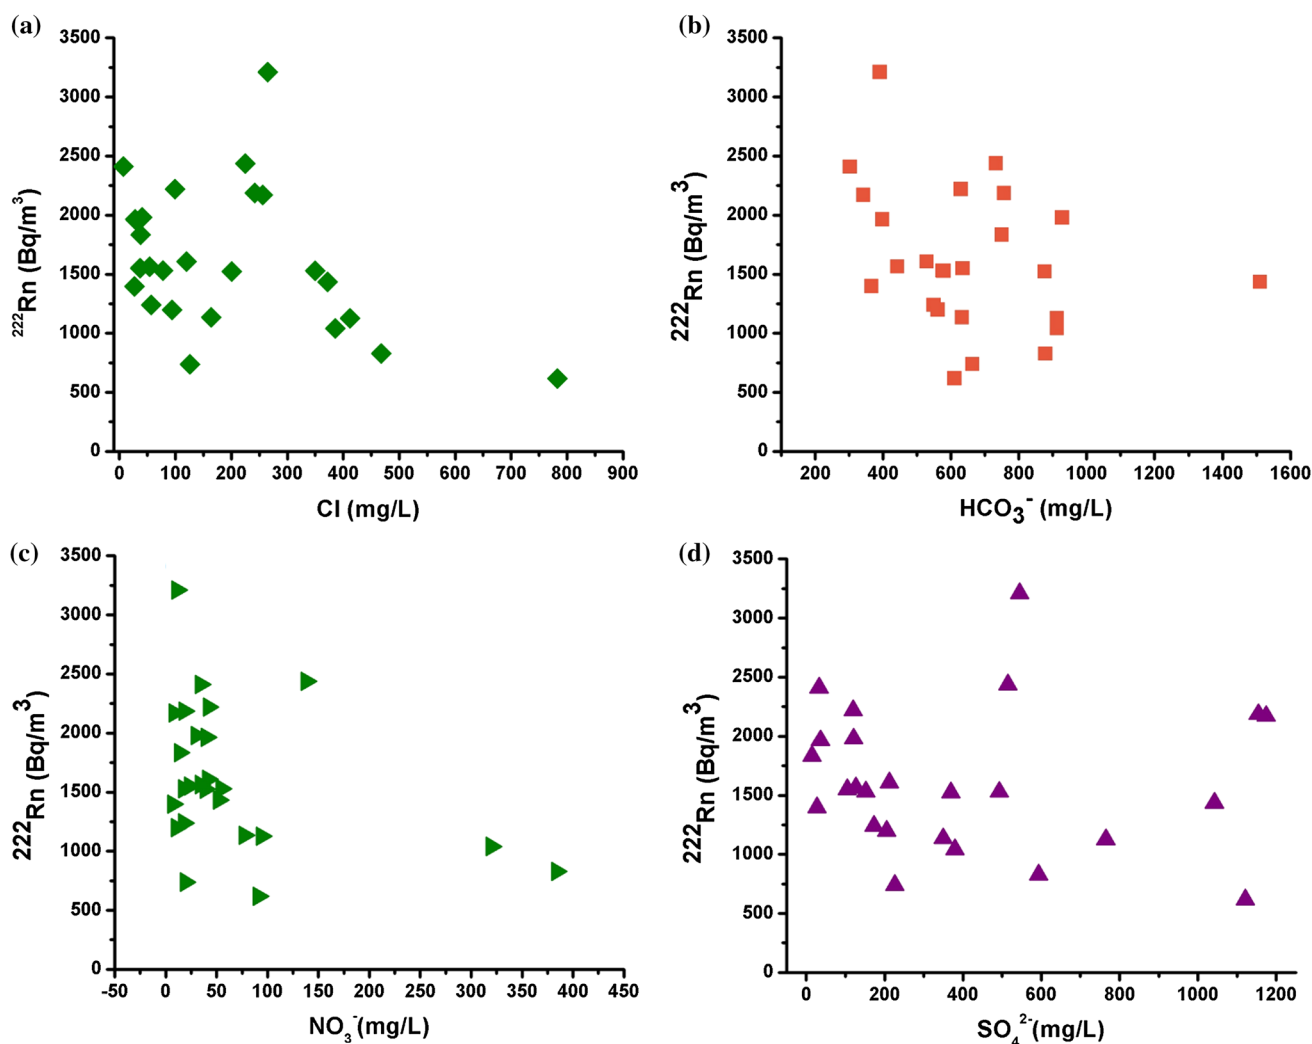 (a)
3500
3000
2500
2000
1500
1000
500
0
²²²Rn (Bq/m³)
0 100 200 300 400 500 600 700 800 900
Cl (mg/L)
(b)
3500
3000
2500
2000
1500
1000
500
0
²²²Rn (Bq/m³)
200 400 600 800 1000 1200 1400 1600
HCO₃⁻ (mg/L)
(c)
3500
3000
2500
2000
1500
1000
500
0
²²²Rn (Bq/m³)
-50 0 50 100 150 200 250 300 350 400 450
NO₃⁻(mg/L)
(d)
3500
3000
2500
2000
1500
1000
500
0
²²²Rn (Bq/m³)
0 200 400 600 800 1000 1200
SO₄²⁻(mg/L)